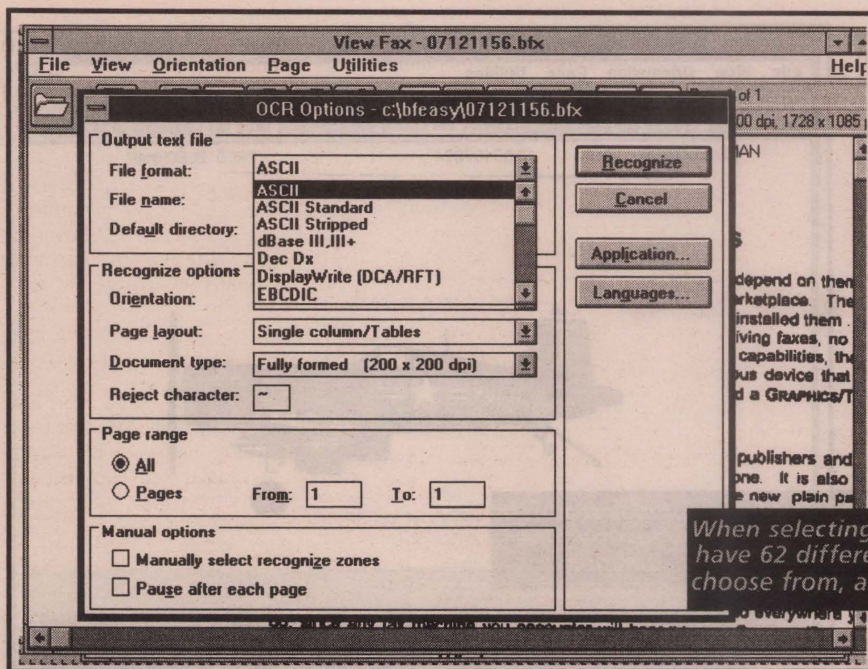 View Fax - 07121156.bfx
File View Orientation Page Utilities Help
of 1
00 dpi, 1728 x 1085
OCR Options - c:\bfeasy\07121156.bfx
Output text file
File format: ASCII
ASCII
ASCII Standard
ASCII Stripped
dBase III,III+
Dec Dx
DisplayWrite (DCA/RFT)
EBCDIC
File name:
Default directory:
Recognize options
Orientation:
Page layout: Single column/Tables
Document type: Fully formed (200 x 200 dpi)
Reject character: ~
Page range
All
Pages From: 1 To: 1
Manual options
Manually select recognize zones
Pause after each page
Recognize
Cancel
Application...
Languages...
MAN
S
depend on then
rketplace. The
installed them .
iving faxes, no
capabilities, the
ous device that
d a GRAPHICS/T
publishers and
one. It is also
e new plain pa
When selecting
have 62 differe
choose from, a
everywhere y